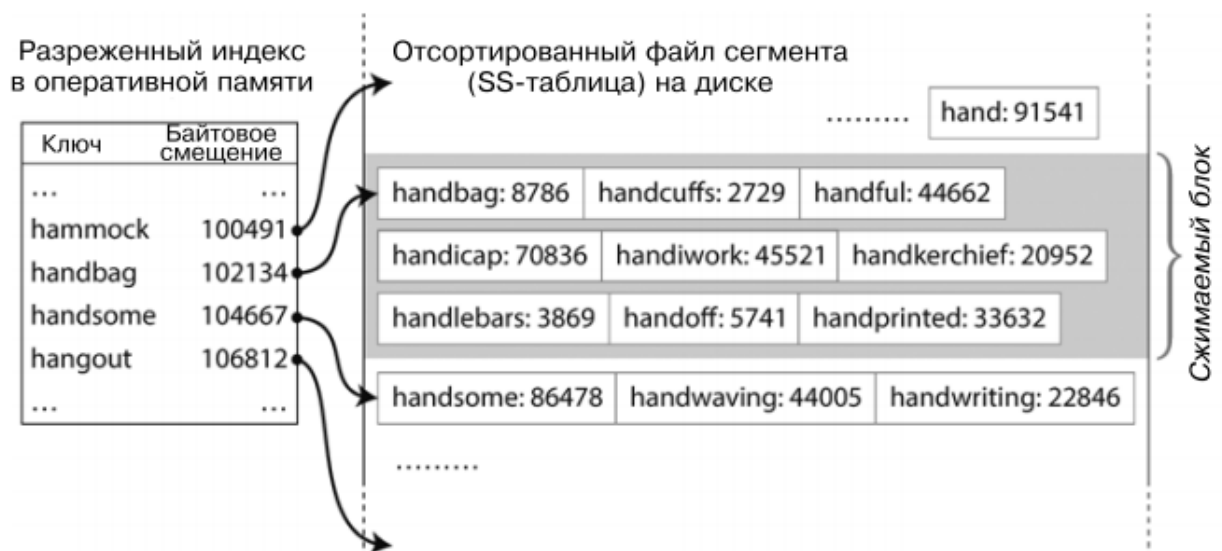 Разреженный индекс
в оперативной памяти
Ключ Байтовое смещение
... ...
hammock 100491
handbag 102134
handsome 104667
hangout 106812
... ...
Отсортированный файл сегмента
(SS-таблица) на диске
......... hand: 91541
handbag: 8786 handcuffs: 2729 handful: 44662
handicap: 70836 handiwork: 45521 handkerchief: 20952
handlebars: 3869 handoff: 5741 handprinted: 33632
handsome: 86478 handwaving: 44005 handwriting: 22846
.........
Сжимаемый блок